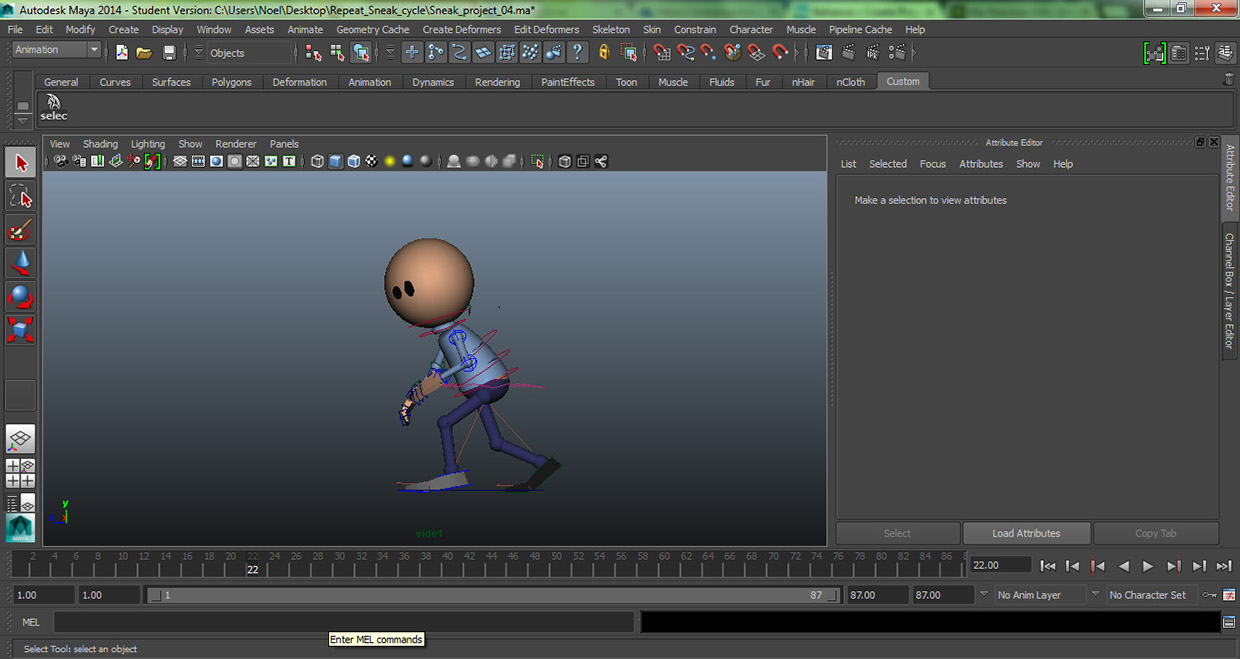 Autodesk Maya 2014 - Student Version: C:\Users\Noel\Desktop\Repeat_Sneak_cycle\Sneak_project_04.ma*
File Edit Modify Create Display Window Assets Animate Geometry Cache Create Deformers Edit Deformers Skeleton Skin Constrain Character Muscle Pipeline Cache Help
Animation Objects
General Curves Surfaces Polygons Deformation Animation Dynamics Rendering PaintEffects Toon Muscle Fluids Fur nHair nCloth Custom
selec
View Shading Lighting Show Renderer Panels
Attribute Editor
List Selected Focus Attributes Show Help
Make a selection to view attributes
Attribute Editor
Channel Box / Layer Editor
y
side1
Select Load Attributes Copy Tab
2 4 6 8 10 12 14 16 18 20 22 24 26 28 30 32 34 36 38 40 42 44 46 48 50 52 54 56 58 60 62 64 66 68 70 72 74 76 78 80 82 84 86
22
22.00
1.00 1.00 1 87 87.00 87.00 No Anim Layer No Character Set
MEL
Enter MEL commands
Select Tool: select an object